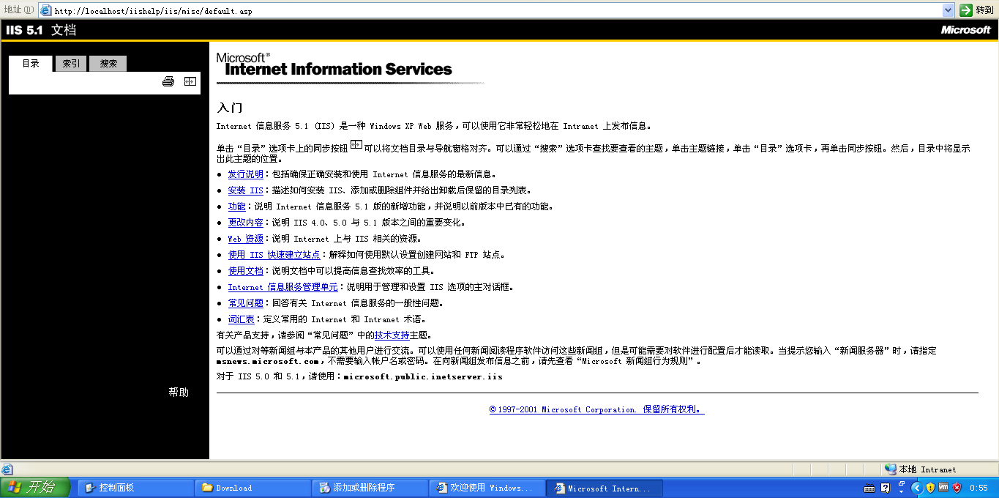 地址(D) http://localhost/iishelp/iis/misc/default.asp 转到
IIS 5.1 文档 Microsoft
目录 索引 搜索
Microsoft®
Internet Information Services
入门
Internet 信息服务 5.1 (IIS) 是一种 Windows XP Web 服务，可以使用它非常轻松地在 Intranet 上发布信息。
单击“目录”选项卡上的同步按钮 可以将文档目录与导航窗格对齐。可以通过“搜索”选项卡查找要查看的主题，单击主题链接，单击“目录”选项卡，再单击同步按钮。然后，目录中将显示
出此主题的位置。
● 发行说明：包括确保正确安装和使用 Internet 信息服务的最新信息。
● 安装 IIS：描述如何安装 IIS、添加或删除组件并给出卸载后保留的目录列表。
● 功能：说明 Internet 信息服务 5.1 版的新增功能，并说明以前版本中已有的功能。
● 更改内容：说明 IIS 4.0、5.0 与 5.1 版本之间的重要变化。
● Web 资源：说明 Internet 上与 IIS 相关的资源。
● 使用 IIS 快速建立站点：解释如何使用默认设置创建网站和 FTP 站点。
● 使用文档：说明文档中可以提高信息查找效率的工具。
● Internet 信息服务管理单元：说明用于管理和设置 IIS 选项的主对话框。
● 常见问题：回答有关 Internet 信息服务的一般性问题。
● 词汇表：定义常用的 Internet 和 Intranet 术语。
有关产品支持，请参阅“常见问题”中的技术支持主题。
可以通过对等新闻组与本产品的其他用户进行交流。可以使用任何新闻阅读程序软件访问这些新闻组，但是可能需要对软件进行配置后才能读取。当提示您输入“新闻服务器”时，请指定
msnews.microsoft.com，不需要输入帐户名或密码。在向新闻组发布信息之前，请先查看“Microsoft 新闻组行为规则”。
对于 IIS 5.0 和 5.1，请使用：microsoft.public.inetserver.iis
帮助
© 1997-2001 Microsoft Corporation. 保留所有权利。
本地 Intranet
开始 控制面板 Download 添加或删除程序 欢迎使用 Windows... Microsoft Intern... 0:55